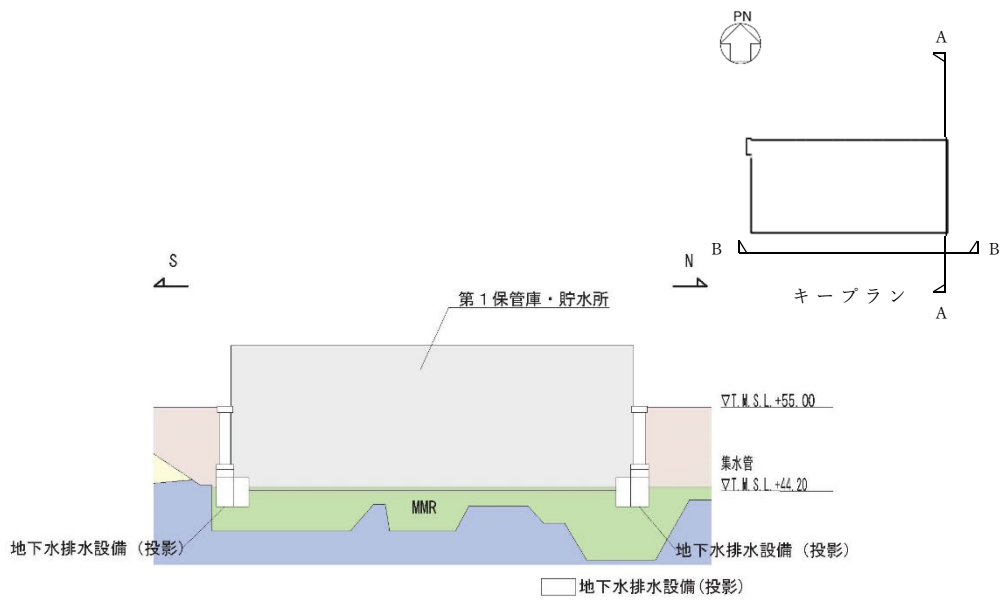 PN
A
B
B
キープラン
A
S
N
第1保管庫・貯水所
▽T.M.S.L.+55.00
集水管
▽T.M.S.L.+44.20
MMR
地下水排水設備(投影)
地下水排水設備(投影)
地下水排水設備(投影)